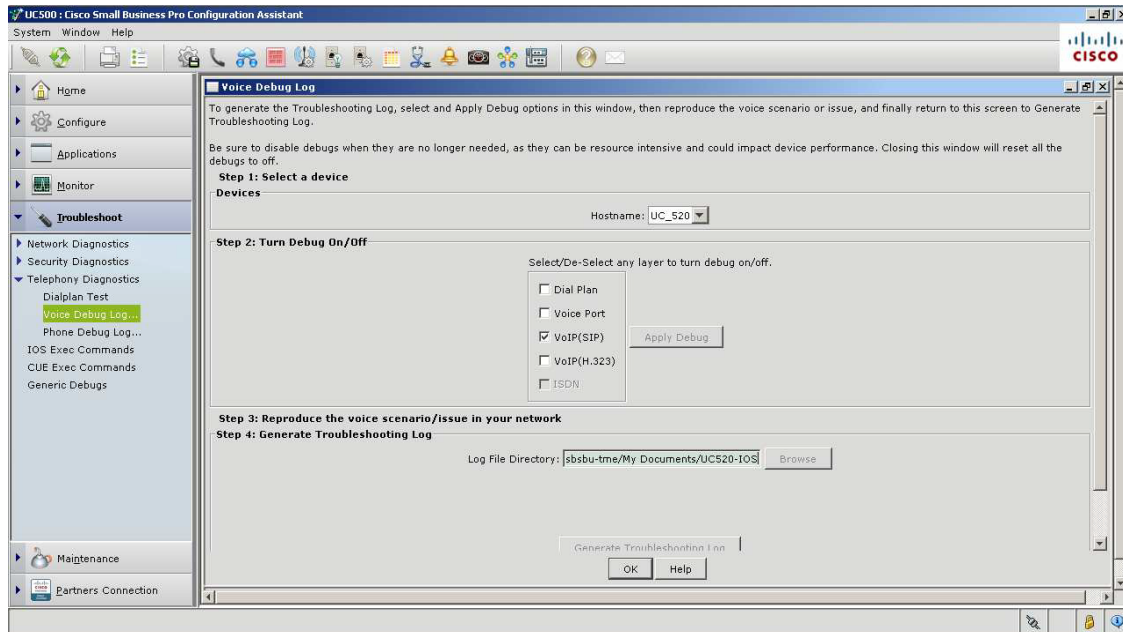 UC500 : Cisco Small Business Pro Configuration Assistant
System Window Help
CISCO
Home
Configure
Applications
Monitor
Troubleshoot
Network Diagnostics
Security Diagnostics
Telephony Diagnostics
Dialplan Test
Voice Debug Log...
Phone Debug Log...
IOS Exec Commands
CUE Exec Commands
Generic Debugs
Maintenance
Partners Connection
Voice Debug Log
To generate the Troubleshooting Log, select and Apply Debug options in this window, then reproduce the voice scenario or issue, and finally return to this screen to Generate
Troubleshooting Log.
Be sure to disable debugs when they are no longer needed, as they can be resource intensive and could impact device performance. Closing this window will reset all the
debugs to off.
Step 1: Select a device
Devices
Hostname: UC_520
Step 2: Turn Debug On/Off
Select/De-Select any layer to turn debug on/off.
Dial Plan
Voice Port
VoIP(SIP)
Apply Debug
VoIP(H.323)
ISDN
Step 3: Reproduce the voice scenario/issue in your network
Step 4: Generate Troubleshooting Log
Log File Directory: sbsbu-tme/My Documents/UC520-IOS Browse
Generate Troubleshooting Log
OK Help